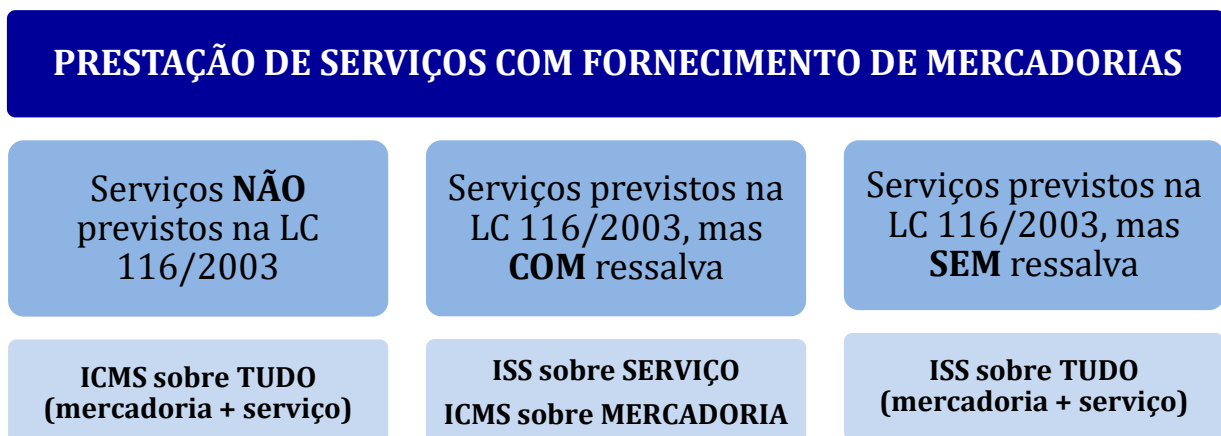 PRESTAÇÃO DE SERVIÇOS COM FORNECIMENTO DE MERCADORIAS
Serviços NÃO
previstos na LC
116/2003
Serviços previstos na
LC 116/2003, mas
COM ressalva
Serviços previstos na
LC 116/2003, mas
SEM ressalva
ICMS sobre TUDO
(mercadoria + serviço)
ISS sobre SERVIÇO
ICMS sobre MERCADORIA
ISS sobre TUDO
(mercadoria + serviço)